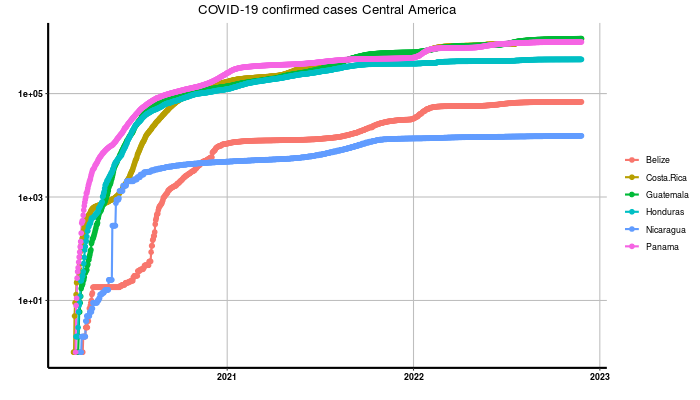 COVID-19 confirmed cases Central America
1e+05
1e+03
1e+01
2021
2022
2023
Belize
Costa.Rica
Guatemala
Honduras
Nicaragua
Panama